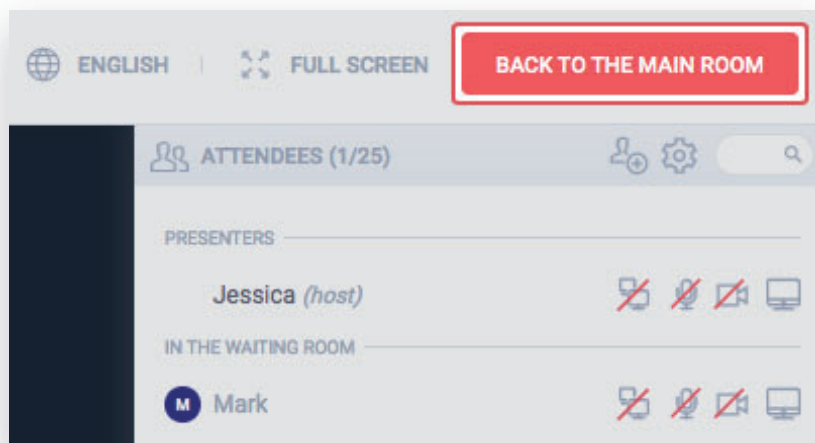 ENGLISH FULL SCREEN BACK TO THE MAIN ROOM
ATTENDEES (1/25)
PRESENTERS
Jessica (host)
IN THE WAITING ROOM
M Mark